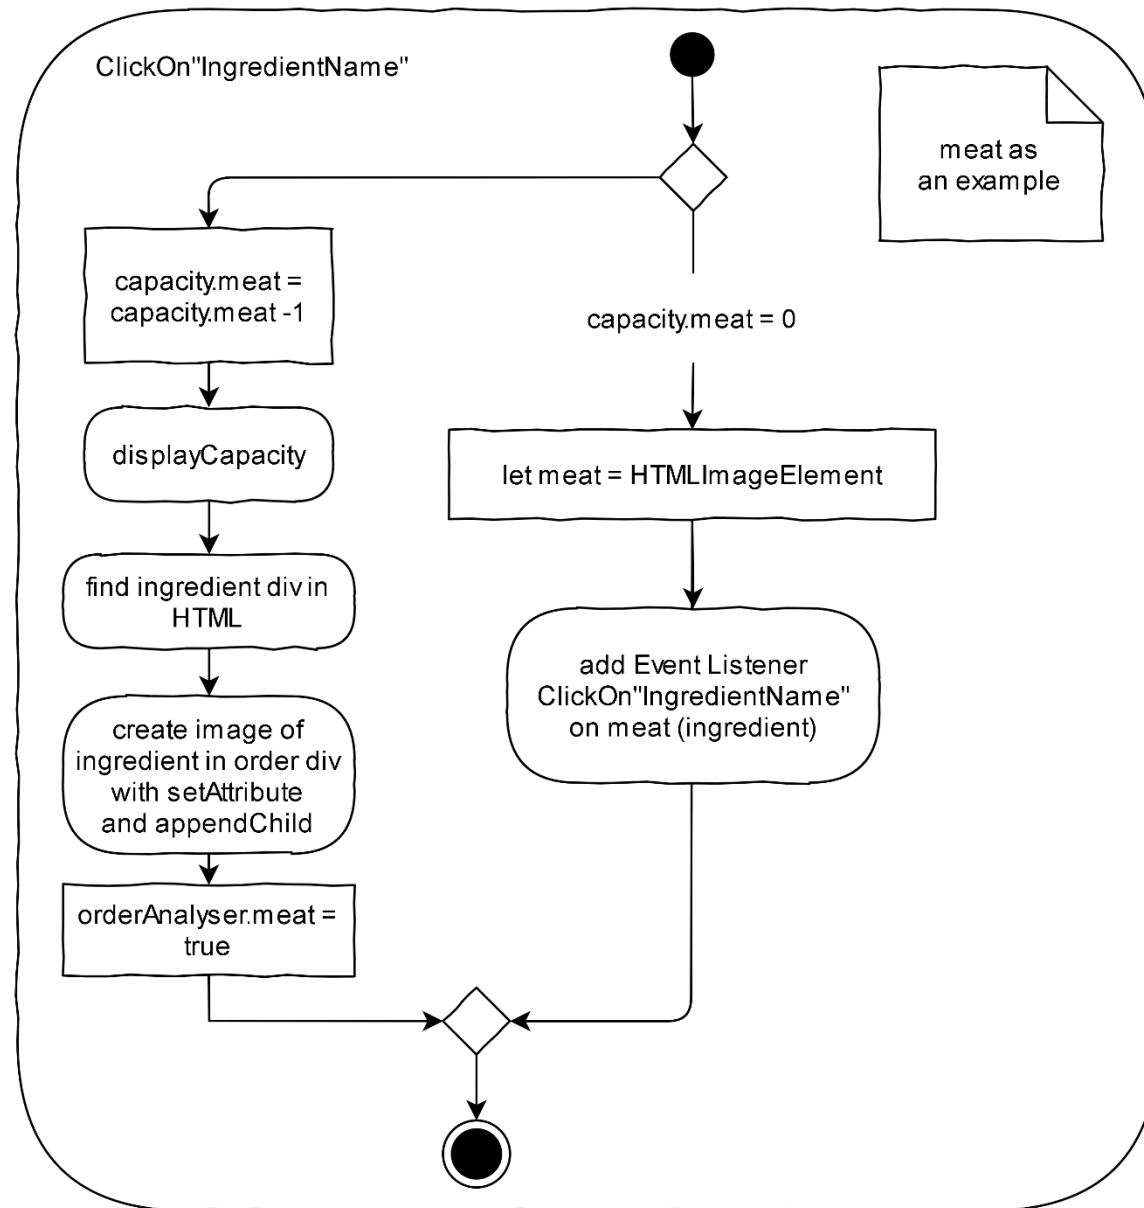 ClickOn"IngredientName"
meat as
an example
capacity.meat =
capacity.meat -1
capacity.meat = 0
displayCapacity
let meat = HTMLImageElement
find ingredient div in
HTML
add Event Listener
ClickOn"IngredientName"
on meat (ingredient)
create image of
ingredient in order div
with setAttribute
and appendChild
orderAnalyser.meat =
true